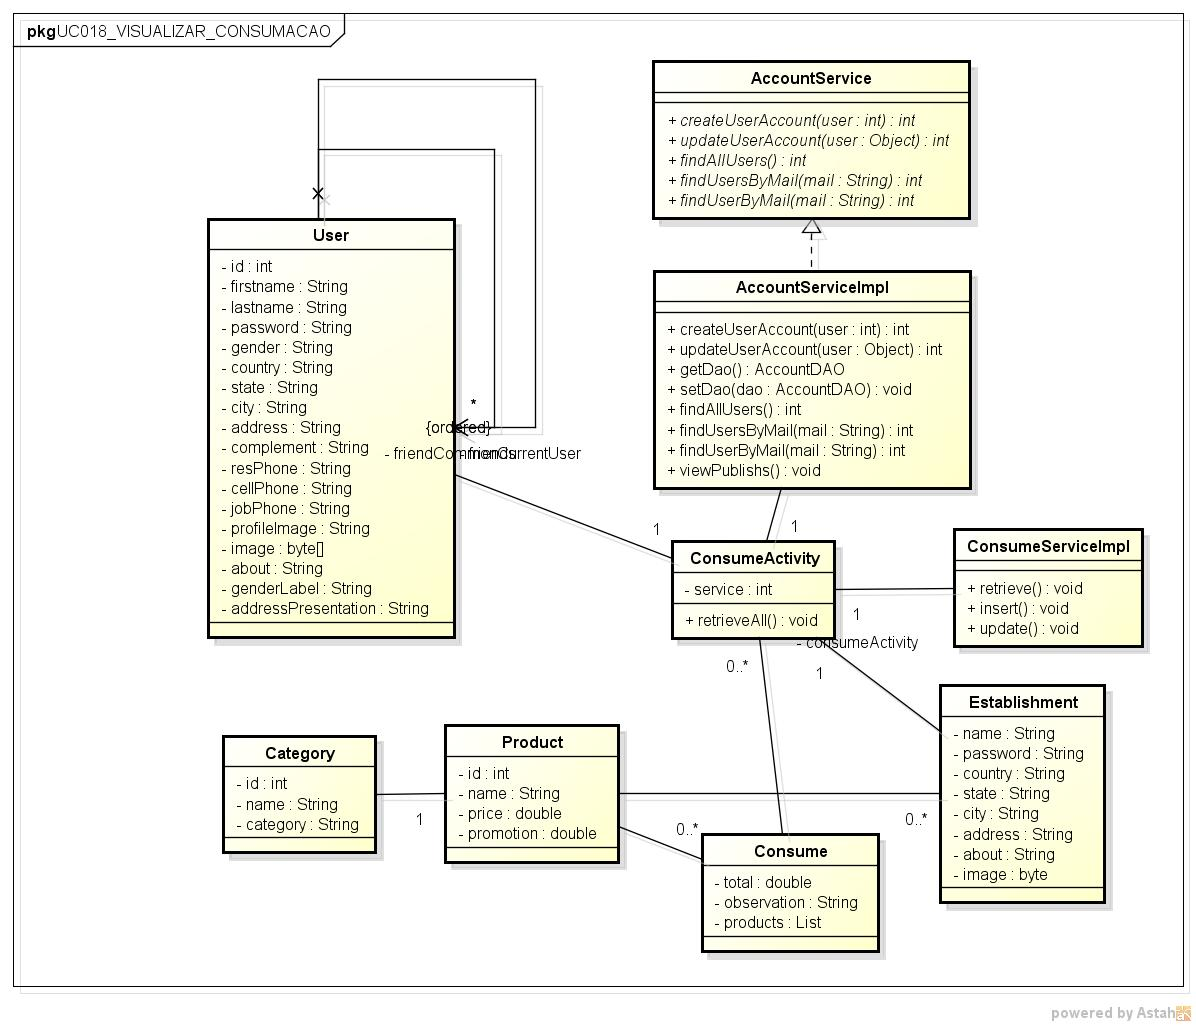 pkg UC018_VISUALIZAR_CONSUMACAO
AccountService
+ createUserAccount(user : int) : int
+ updateUserAccount(user : Object) : int
+ findAllUsers() : int
+ findUsersByMail(mail : String) : int
+ findUserByMail(mail : String) : int
User
- id : int
- firstname : String
- lastname : String
- password : String
- gender : String
- country : String
- state : String
- city : String
- address : String
- complement : String
- resPhone : String
- cellPhone : String
- jobPhone : String
- profileImage : String
- image : byte[]
- about : String
- genderLabel : String
- addressPresentation : String
*
{ordered}
AccountServiceImpl
+ createUserAccount(user : int) : int
+ updateUserAccount(user : Object) : int
+ getDao() : AccountDAO
+ setDao(dao : AccountDAO) : void
+ findAllUsers() : int
+ findUsersByMail(mail : String) : int
+ findUserByMail(mail : String) : int
+ viewPublishs() : void
1
1
ConsumeActivity
- service : int
+ retrieveAll() : void
ConsumeServiceImpl
+ retrieve() : void
+ insert() : void
+ update() : void
1
- consumeActivity
0..*
1
Establishment
- name : String
- password : String
- country : String
- state : String
- city : String
- address : String
- about : String
- image : byte
Category
- id : int
- name : String
- category : String
1
Product
- id : int
- name : String
- price : double
- promotion : double
0..*
0..*
Consume
- total : double
- observation : String
- products : List
powered by Astah